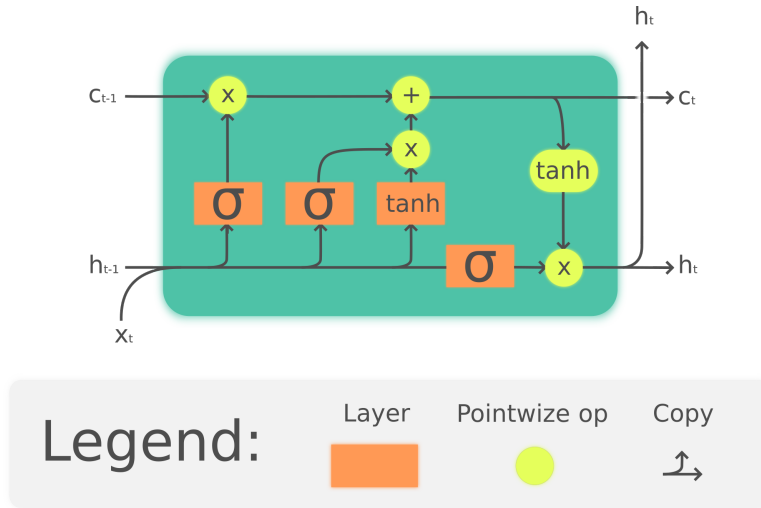 hₜ
cₜ₋₁ x + cₜ
x
tanh
σ σ tanh
hₜ₋₁ σ x hₜ
xₜ
Legend:
Layer Pointwize op Copy